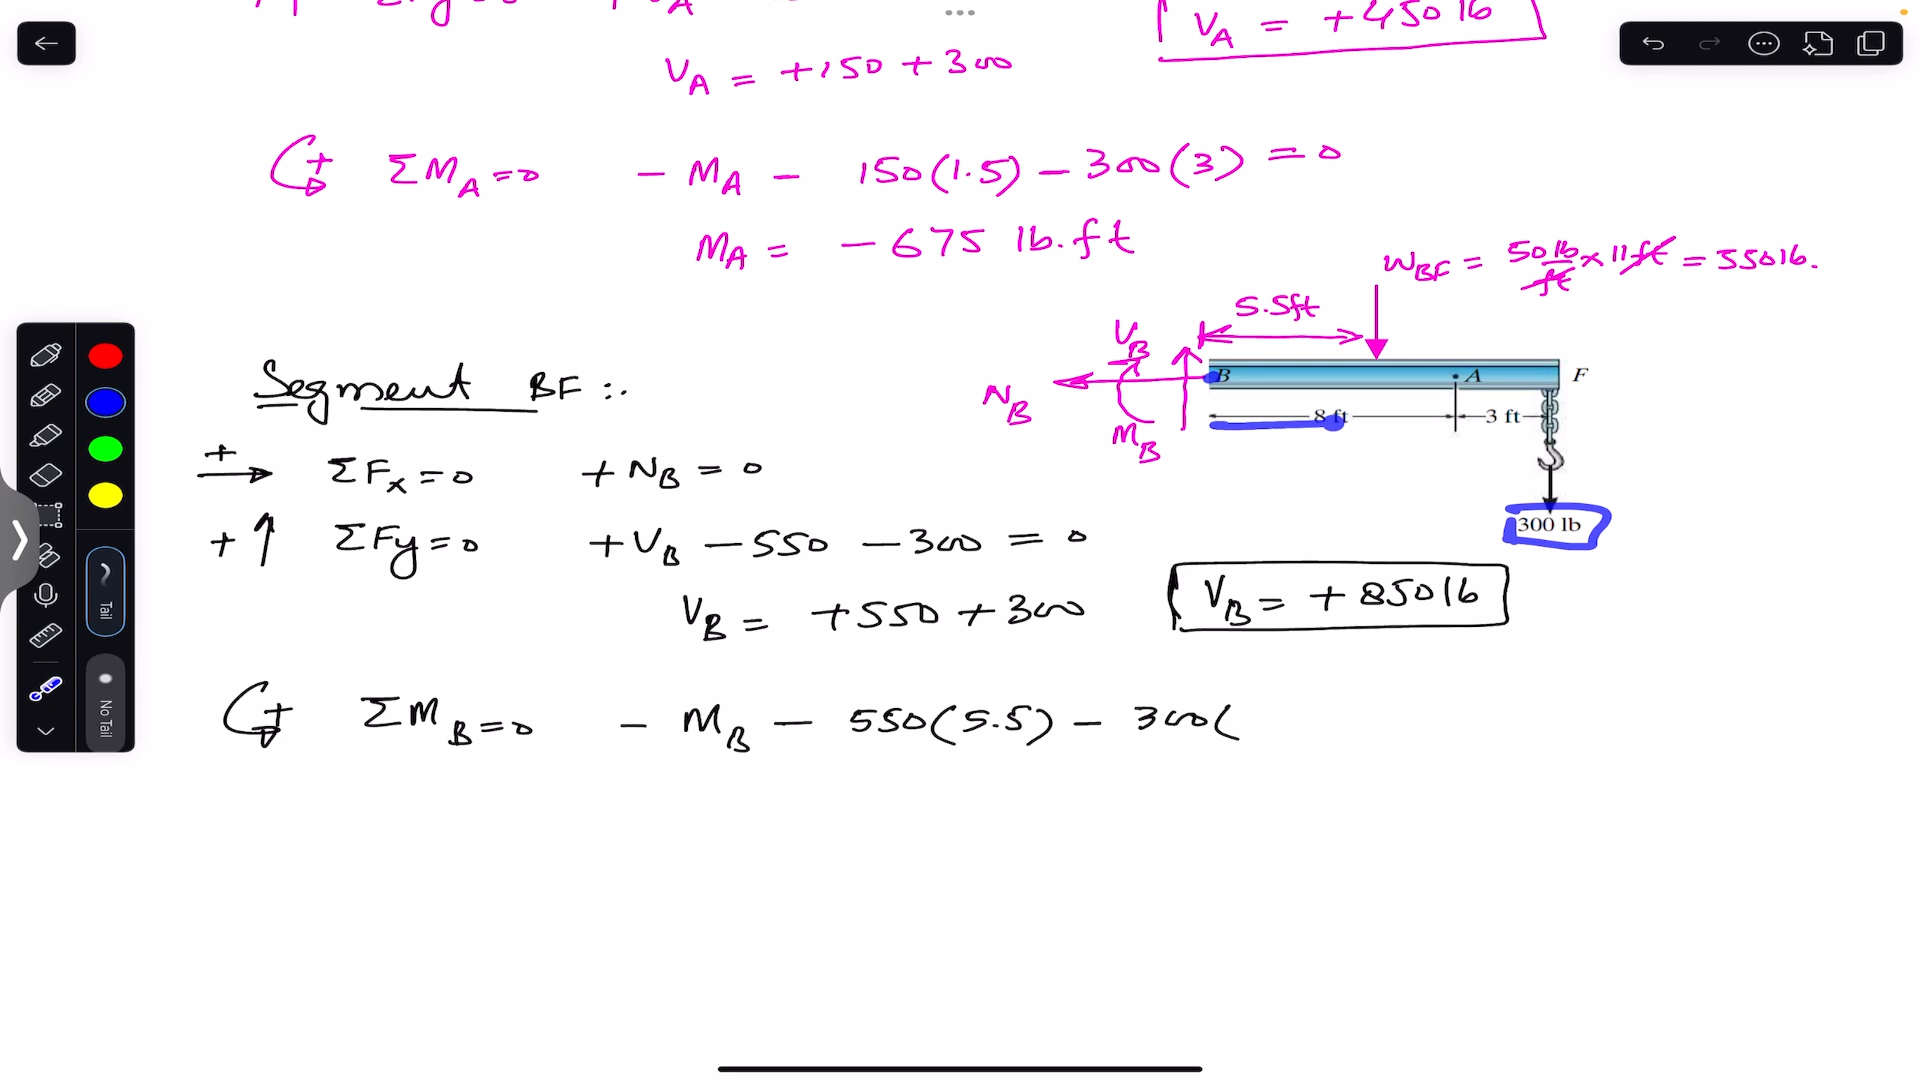 VA = +450 lb
VA = +150 + 300
+ ΣMA=0 - MA - 150(1.5) - 300(3) = 0
MA = - 675 lb.ft
WBF = 50 lb/ft × 11 ft = 550 lb.
5.5ft
VB
Segment BF :.
NB
MB
B
A
F
8 ft
3 ft
+ ΣFx=0 + NB = 0
300 lb
+ ΣFy=0 + VB - 550 - 300 = 0
VB = +550 + 300
VB = + 850 lb
+ ΣMB=0 - MB - 550(5.5) - 300(
Tail
No Tail